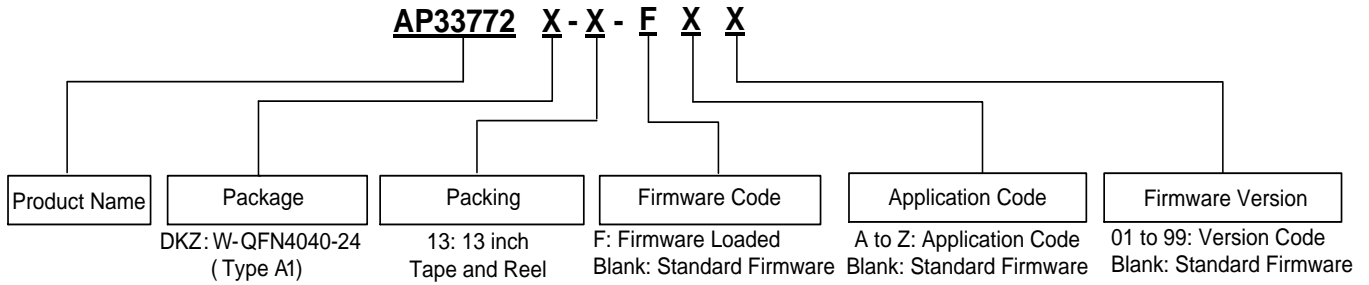 AP33772 X - X - F X X
Product Name
Package
Packing
Firmware Code
Application Code
Firmware Version
DKZ: W-QFN4040-24
( Type A1)
13: 13 inch
Tape and Reel
F: Firmware Loaded
Blank: Standard Firmware
A to Z: Application Code
Blank: Standard Firmware
01 to 99: Version Code
Blank: Standard Firmware